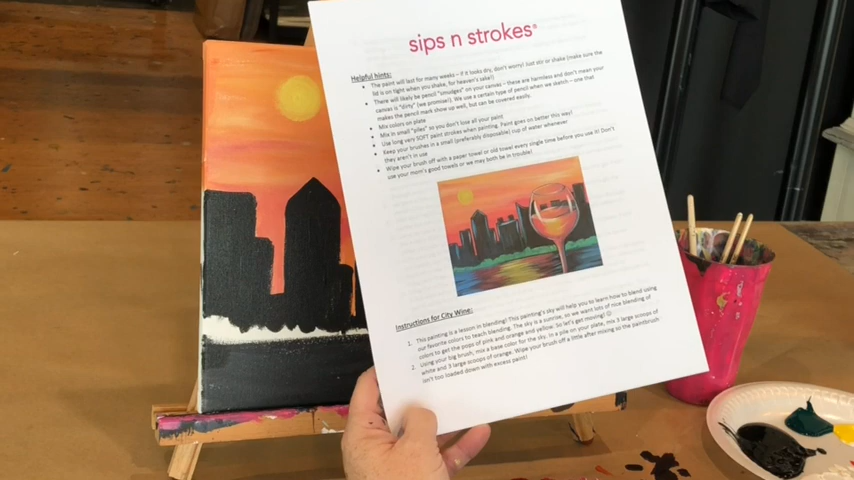 sips n strokes®
Helpful hints:
• The paint will last for many weeks – if it looks dry, don't worry! Just stir or shake (make sure the
lid is on tight when you shake, for heaven's sake!)
• There will likely be pencil "smudges" on your canvas – these are harmless and don't mean your
canvas is "dirty" (we promise!). We use a certain type of pencil when we sketch – one that
makes the pencil mark show up well, but can be covered easily.
• Mix colors on plate
• Mix in small "piles" so you don't lose all your paint
• Use long very SOFT paint strokes when painting. Paint goes on better this way!
• Keep your brushes in a small (preferably disposable) cup of water whenever
they aren't in use
• Wipe your brush off with a paper towel or old towel every single time before you use it! Don't
use your mom's good towels or we may both be in trouble!
Instructions for City Wine:
1. This painting is a lesson in blending! This painting's sky will help you to learn how to blend using
our favorite colors to teach blending. The sky is a sunrise, so we want lots of nice blending of
colors to get the pops of pink and orange and yellow. So let's get moving! ☺
2. Using your big brush, mix a base color for the sky. In a pile on your plate, mix 3 large scoops of
white and 3 large scoops of orange. Wipe your brush off a little after mixing so the paintbrush
isn't too loaded down with excess paint!